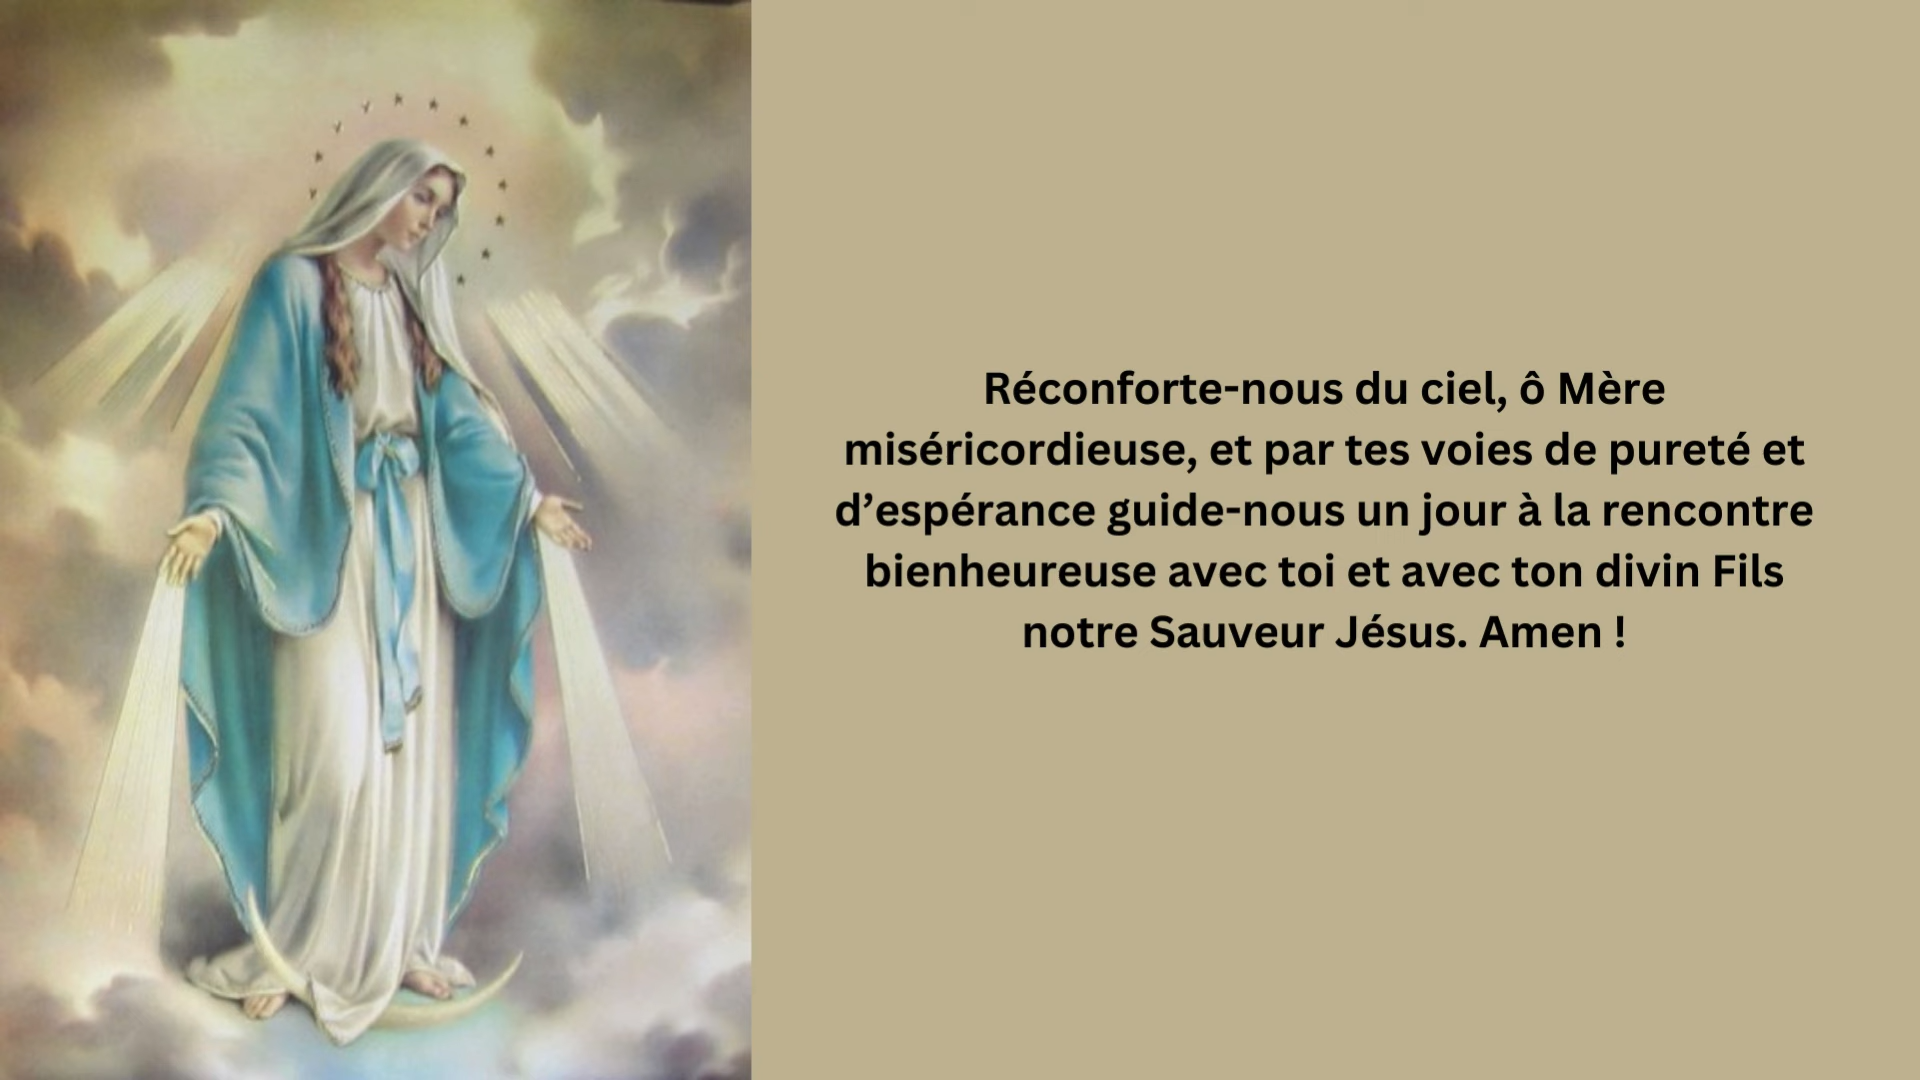 Réconforte-nous du ciel, ô Mère
miséricordieuse, et par tes voies de pureté et
d’espérance guide-nous un jour à la rencontre
bienheureuse avec toi et avec ton divin Fils
notre Sauveur Jésus. Amen !